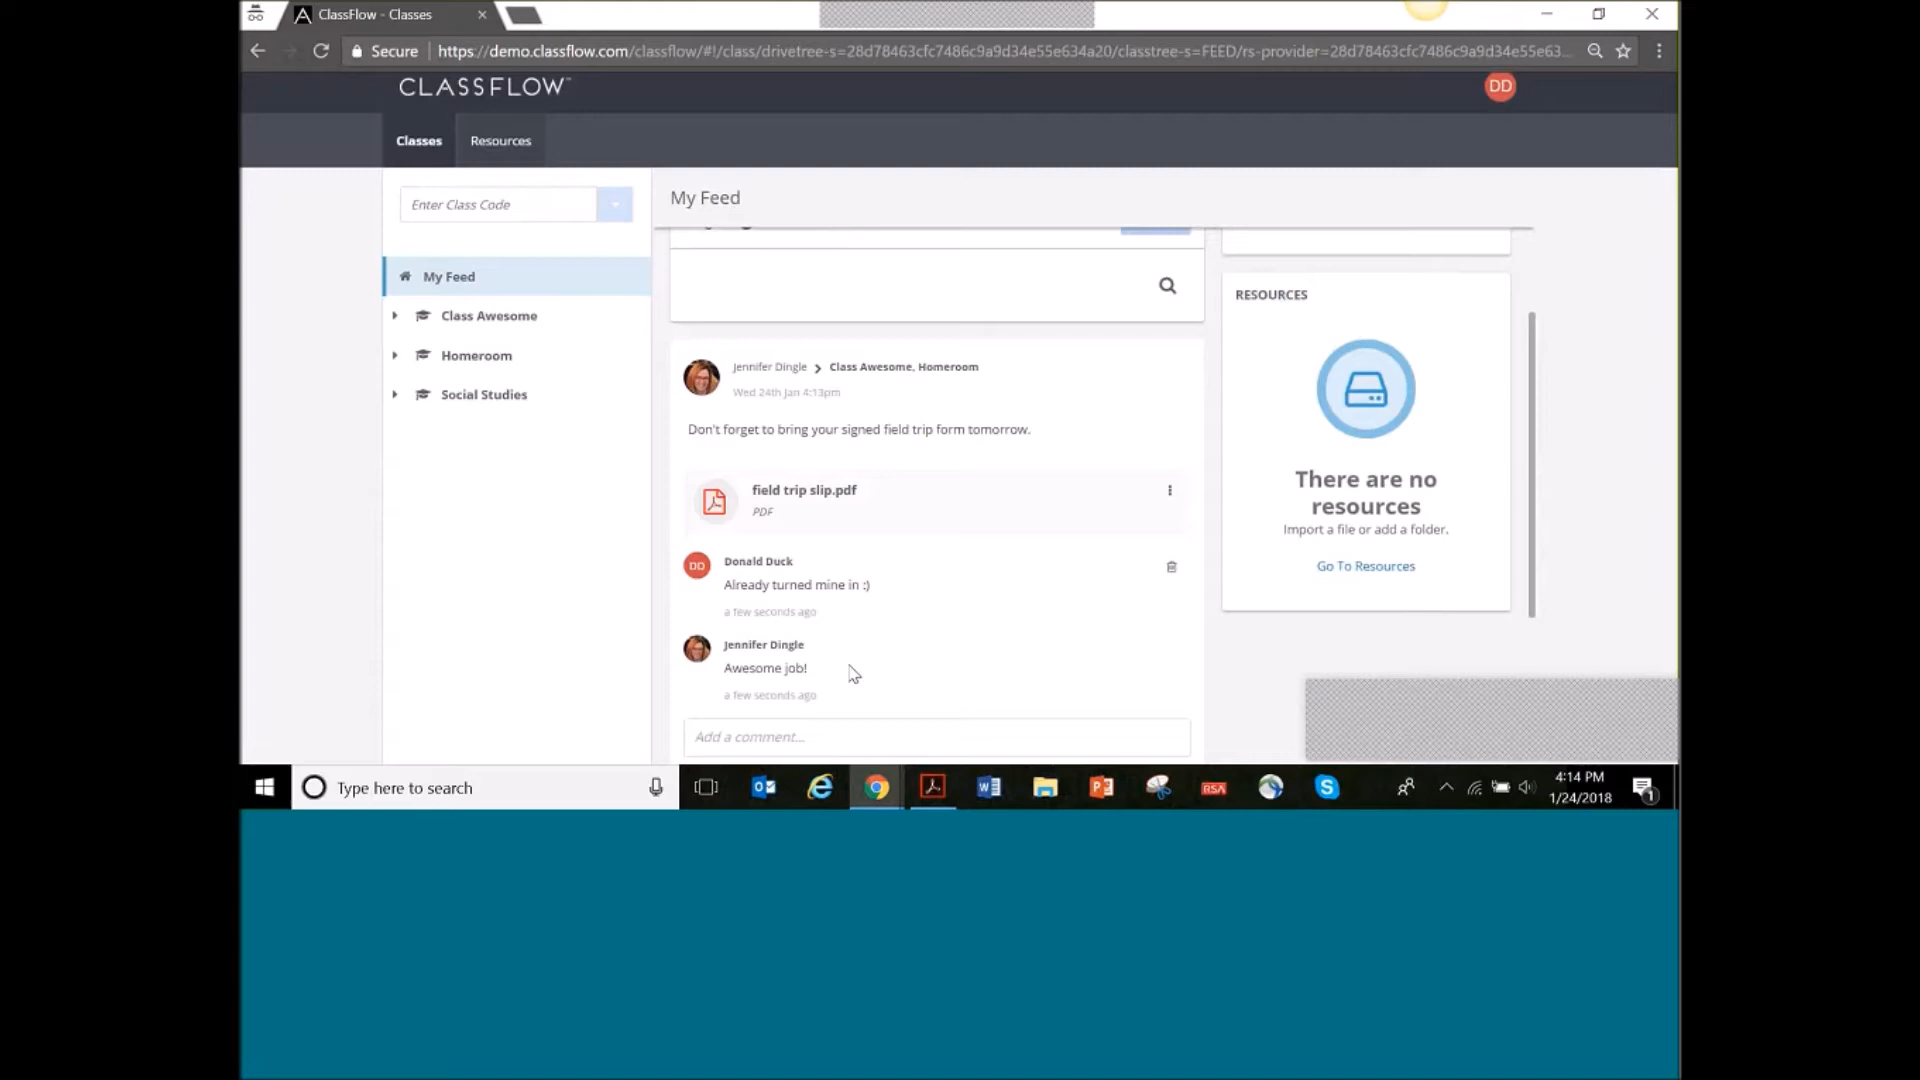 ClassFlow - Classes
Secure
https://demo.classflow.com/classflow/#!/class/drivetree-s=28d78463cfc7486c9a9d34e55e634a20/classtree-s=FEED/rs-provider=28d78463cfc7486c9a9d34e55e63...
CLASSFLOW
DD
Classes
Resources
Enter Class Code
My Feed
My Feed
Class Awesome
Homeroom
Social Studies
RESOURCES
There are no
resources
Import a file or add a folder.
Go To Resources
Jennifer Dingle > Class Awesome, Homeroom
Wed 24th Jan 4:13pm
Don't forget to bring your signed field trip form tomorrow.
field trip slip.pdf
PDF
DD
Donald Duck
Already turned mine in :)
a few seconds ago
Jennifer Dingle
Awesome job!
a few seconds ago
Add a comment...
Type here to search
RSA
4:14 PM
1/24/2018
1